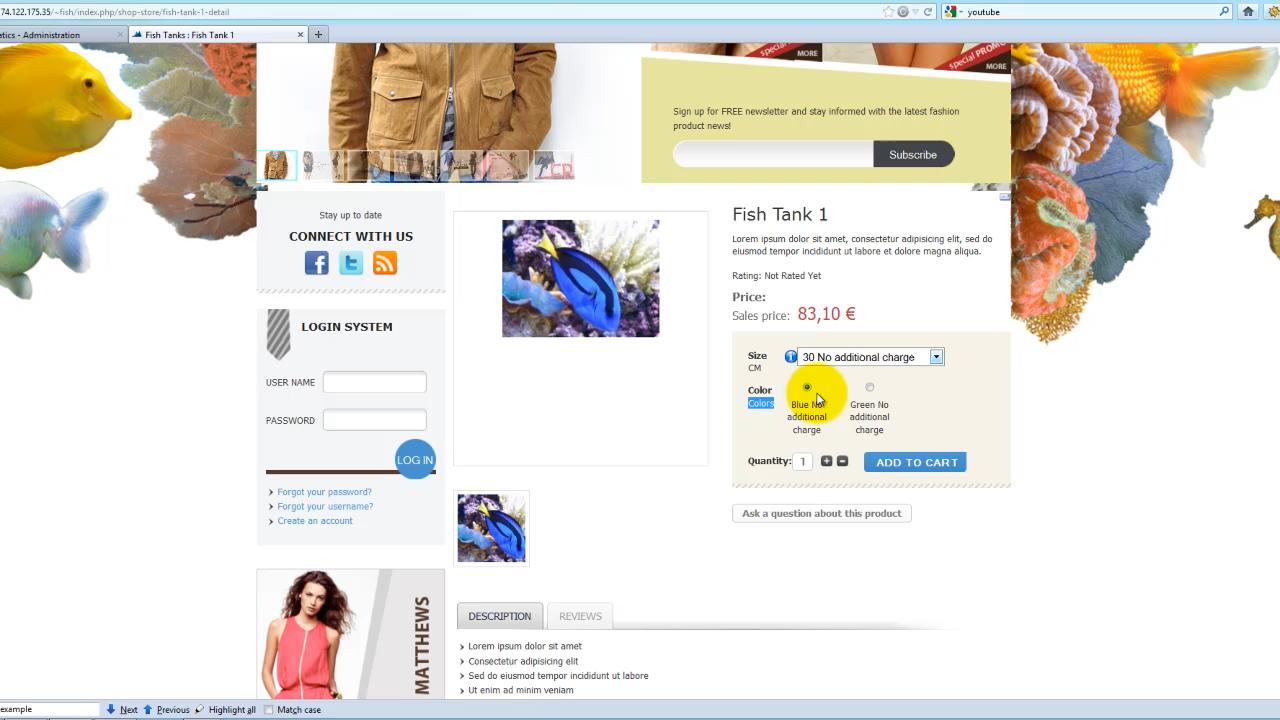 74.122.175.35/~fish/index.php/shop-store/fish-tank-1-detail
youtube
atics - Administration
Fish Tanks : Fish Tank 1
special
MORE
special PROMO
MORE
Sign up for FREE newsletter and stay informed with the latest fashion
product news!
Subscribe
Stay up to date
CONNECT WITH US
LOGIN SYSTEM
USER NAME
PASSWORD
LOG IN
Forgot your password?
Forgot your username?
Create an account
MATTHEWS
Fish Tank 1
Lorem ipsum dolor sit amet, consectetur adipisicing elit, sed do
eiusmod tempor incididunt ut labore et dolore magna aliqua.
Rating: Not Rated Yet
Price:
Sales price: 83,10 €
Size
CM
30 No additional charge
Color
Colors
Blue No
additional
charge
Green No
additional
charge
Quantity: 1
ADD TO CART
Ask a question about this product
DESCRIPTION
REVIEWS
Lorem ipsum dolor sit amet
Consectetur adipisicing elit
Sed do eiusmod tempor incididunt ut labore
Ut enim ad minim veniam
example
Next
Previous
Highlight all
Match case